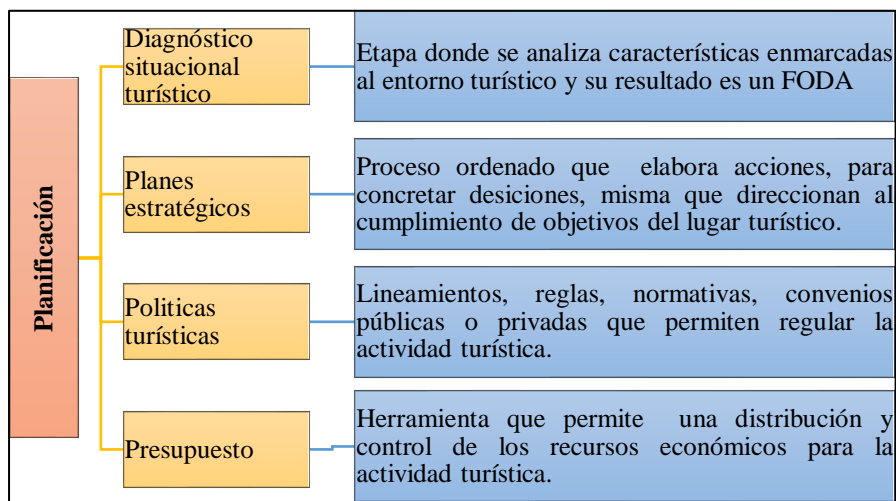 Planificación
Diagnóstico
situacional
turístico
Etapa donde se analiza características enmarcadas
al entorno turístico y su resultado es un FODA
Planes
estratégicos
Proceso ordenado que elabora acciones, para
concretar desiciones, misma que direccionan al
cumplimiento de objetivos del lugar turístico.
Politicas
turísticas
Lineamientos, reglas, normativas, convenios
públicas o privadas que permiten regular la
actividad turística.
Presupuesto
Herramienta que permite una distribución y
control de los recursos económicos para la
actividad turística.